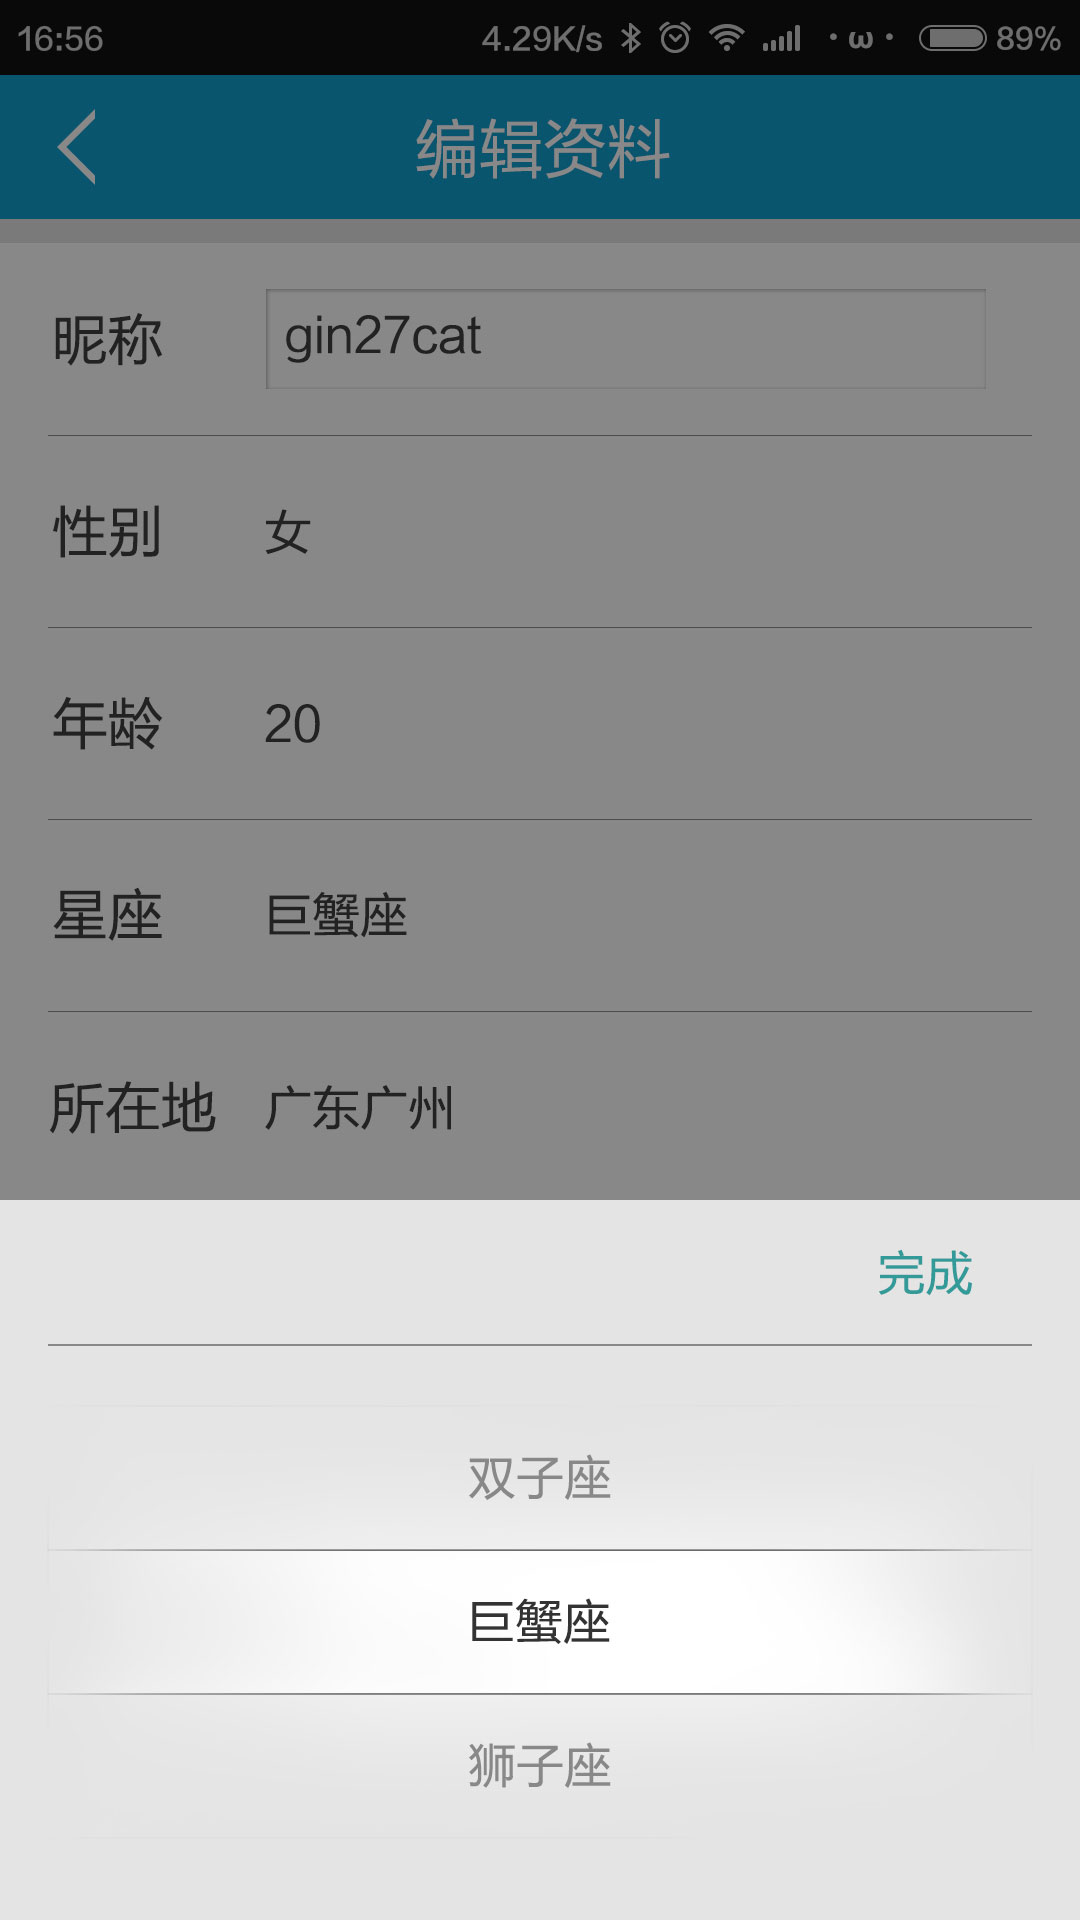 16:56 4.29K/s ·ω· 89%
编辑资料
昵称 gin27cat
性别 女
年龄 20
星座 巨蟹座
所在地 广东广州
完成
双子座
巨蟹座
狮子座